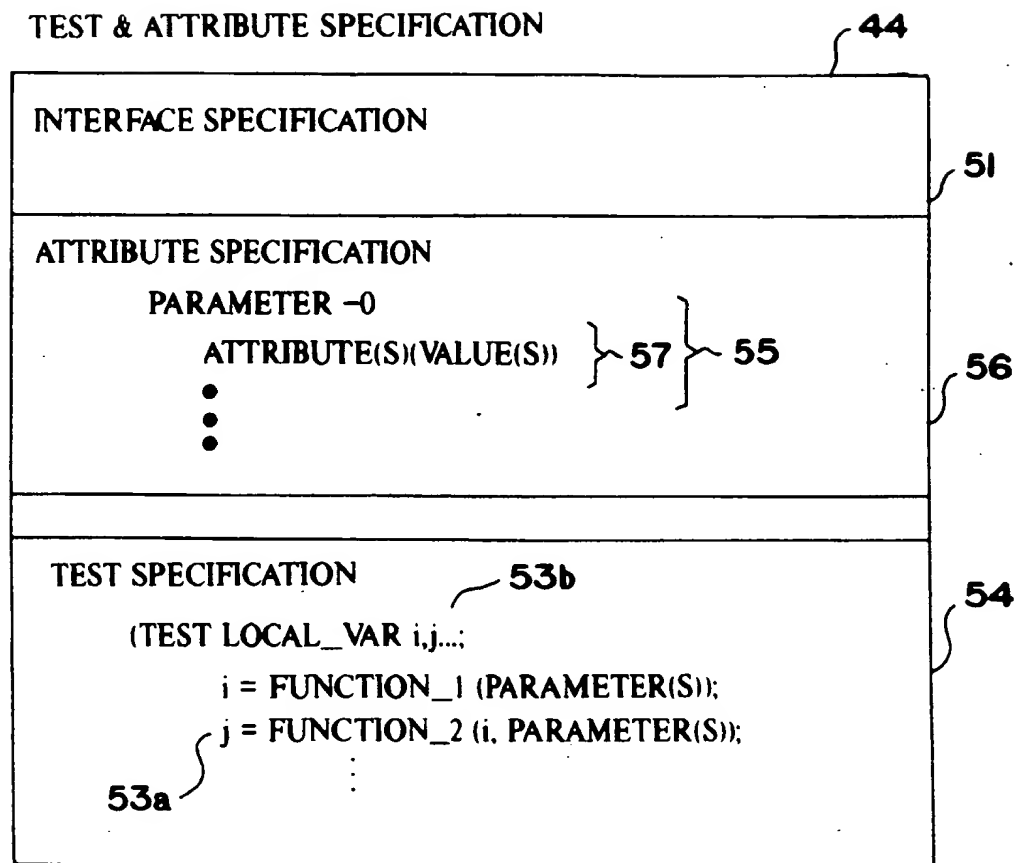 TEST & ATTRIBUTE SPECIFICATION 44
INTERFACE SPECIFICATION
51
ATTRIBUTE SPECIFICATION
PARAMETER -0
ATTRIBUTE(S)(VALUE(S)) 57 55
56
TEST SPECIFICATION 53b
54
(TEST LOCAL_VAR i,j...;
i = FUNCTION_1 (PARAMETER(S));
j = FUNCTION_2 (i, PARAMETER(S));
53a